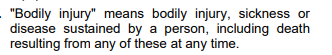 . "Bodily injury" means bodily injury, sickness or
disease sustained by a person, including death
resulting from any of these at any time.